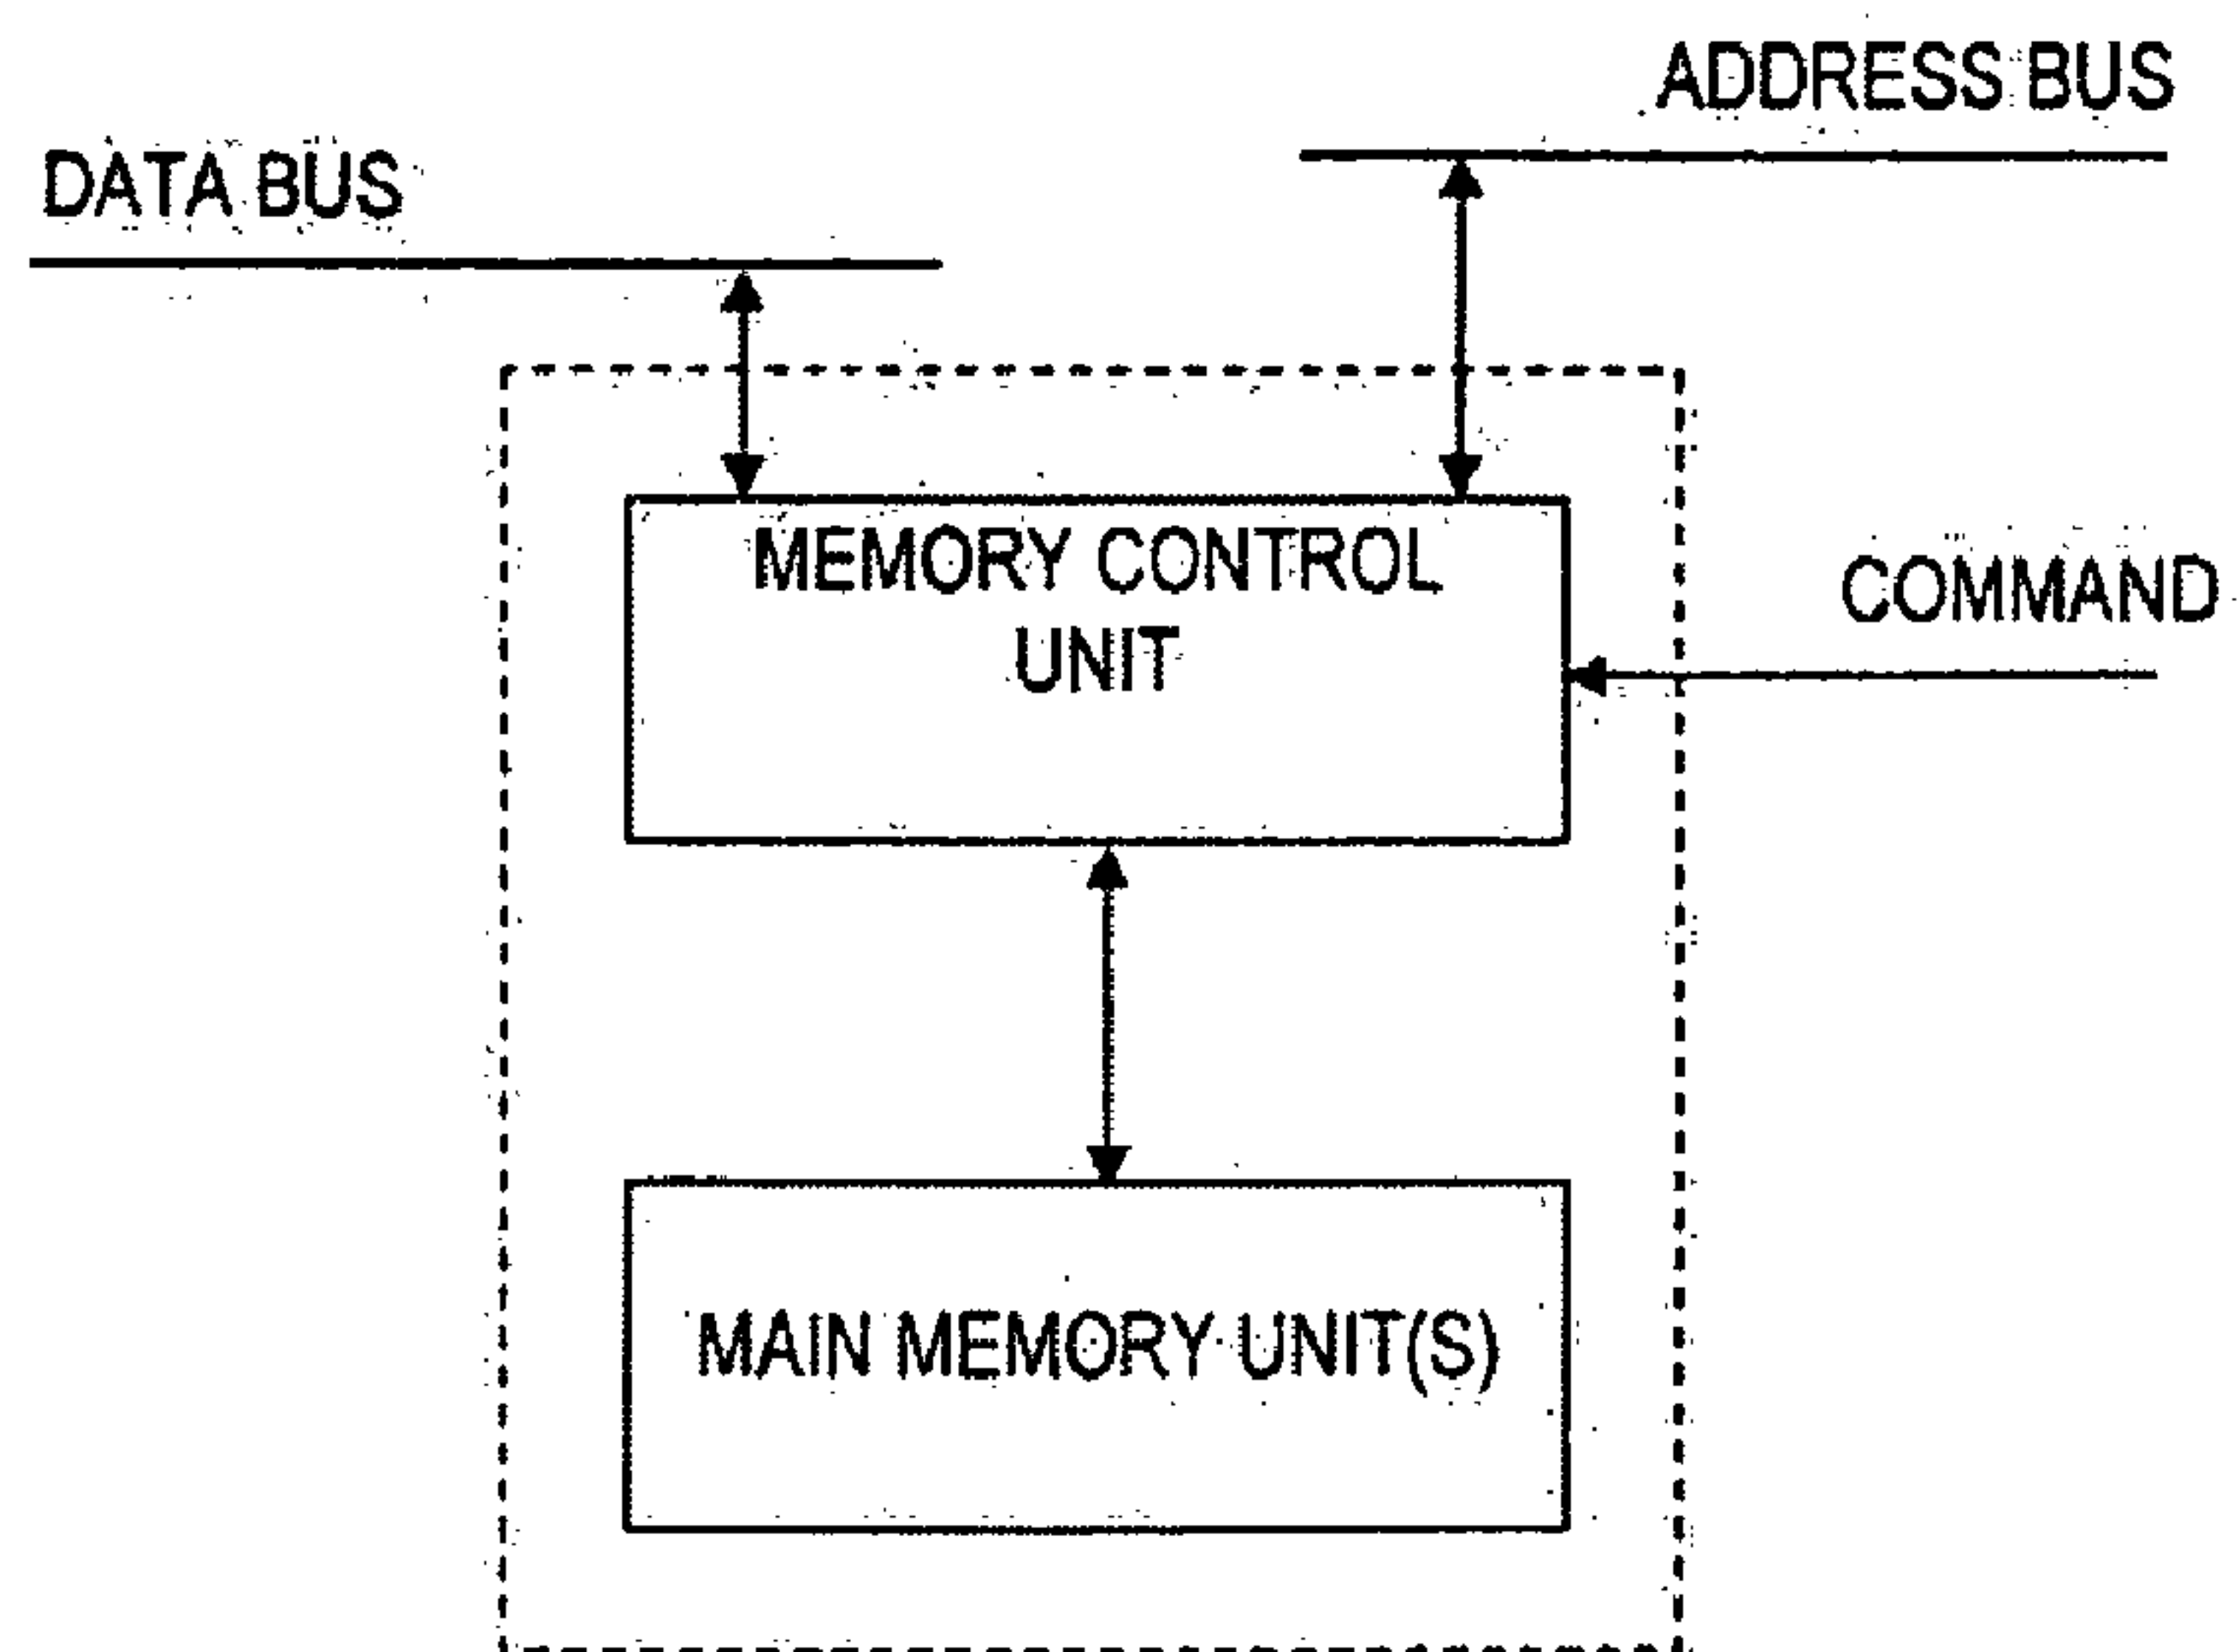 ADDRESS BUS
DATA BUS
MEMORY CONTROL
UNIT
COMMAND
MAIN MEMORY UNIT(S)